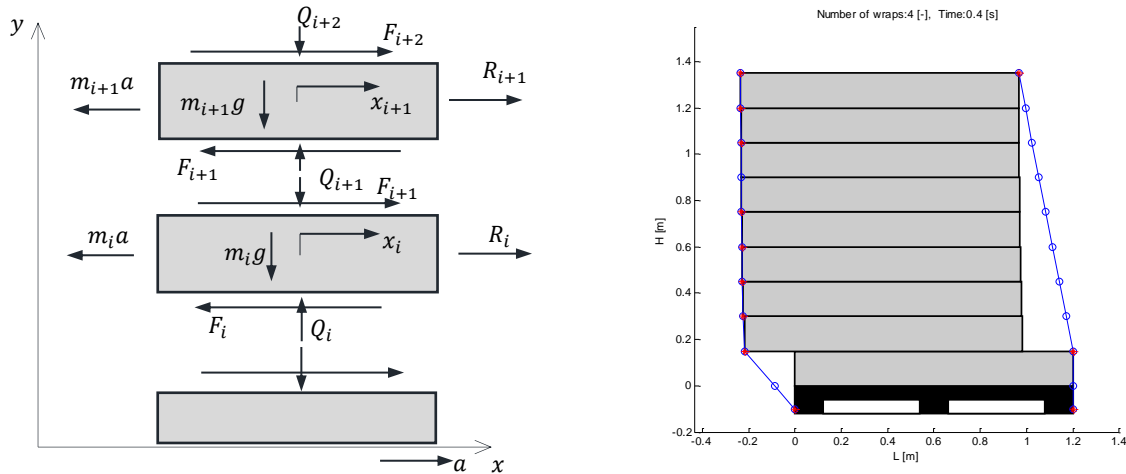 y
Q_{i+2}
F_{i+2}
m_{i+1}a
R_{i+1}
m_{i+1}g
x_{i+1}
F_{i+1}
Q_{i+1}
F_{i+1}
m_ia
R_i
m_ig
x_i
F_i
Q_i
a
x
Number of wraps:4 [-], Time:0.4 [s]
H [m]
1.4
1.2
1
0.8
0.6
0.4
0.2
0
-0.2
-0.4 -0.2 0 0.2 0.4 0.6 0.8 1 1.2 1.4
L [m]